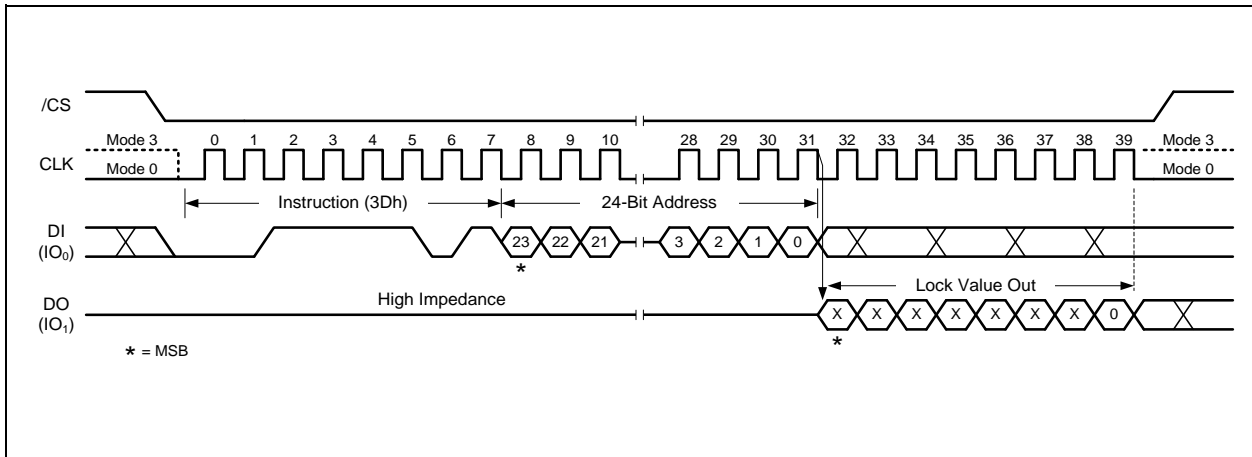 /CS
Mode 3 0 1 2 3 4 5 6 7 8 9 10 28 29 30 31 32 33 34 35 36 37 38 39 Mode 3
CLK
Mode 0 Mode 0
Instruction (3Dh) 24-Bit Address
DI
(IO₀)
23 22 21 3 2 1 0
*
Lock Value Out
High Impedance
DO
(IO₁)
X X X X X X X 0
*
* = MSB